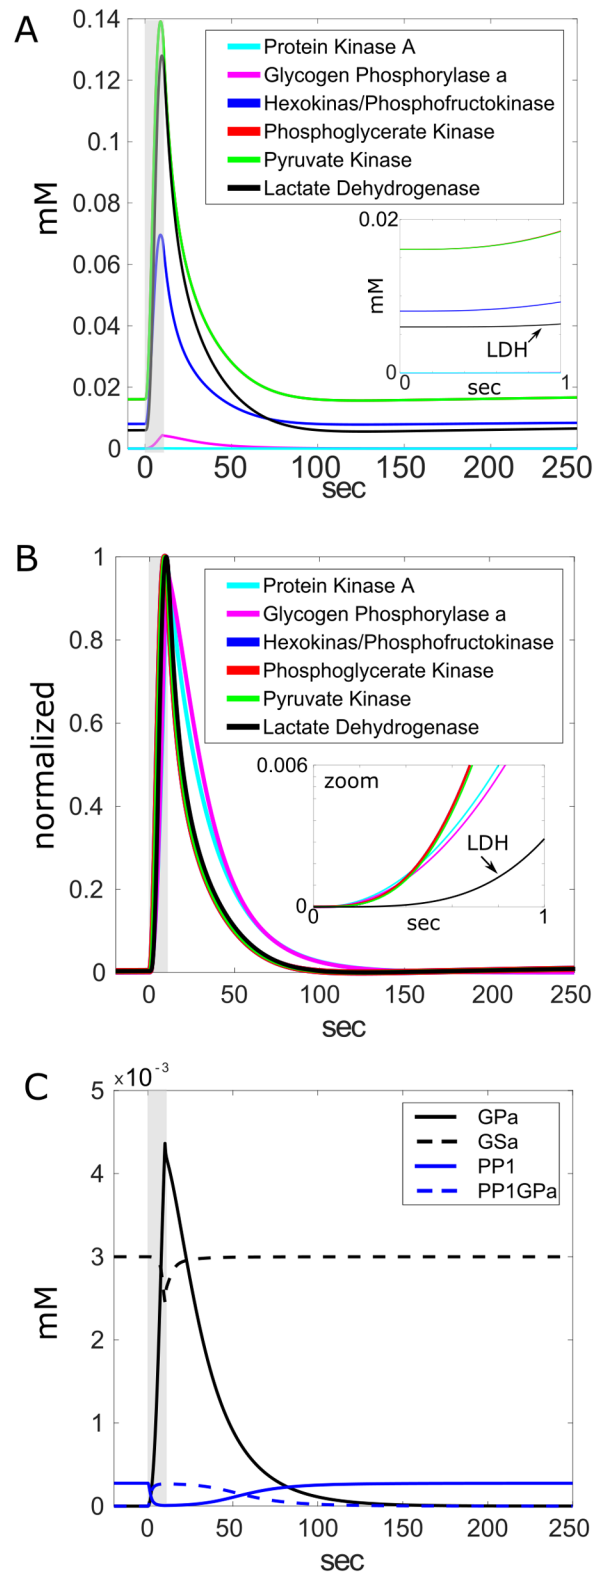 A
0.14
0.12
0.1
0.08
0.06
0.04
0.02
0
mM
Protein Kinase A
Glycogen Phosphorylase a
Hexokinas/Phosphofructokinase
Phosphoglycerate Kinase
Pyruvate Kinase
Lactate Dehydrogenase
0.02
mM
0
LDH
0 sec 1
0 50 100 150 200 250
sec
B
1
0.8
0.6
0.4
0.2
0
normalized
Protein Kinase A
Glycogen Phosphorylase a
Hexokinas/Phosphofructokinase
Phosphoglycerate Kinase
Pyruvate Kinase
Lactate Dehydrogenase
0.006
zoom
LDH
0
0 sec 1
0 50 100 150 200 250
sec
C
×10⁻³
5
4
3
2
1
0
mM
GPa
GSa
PP1
PP1GPa
0 50 100 150 200 250
sec